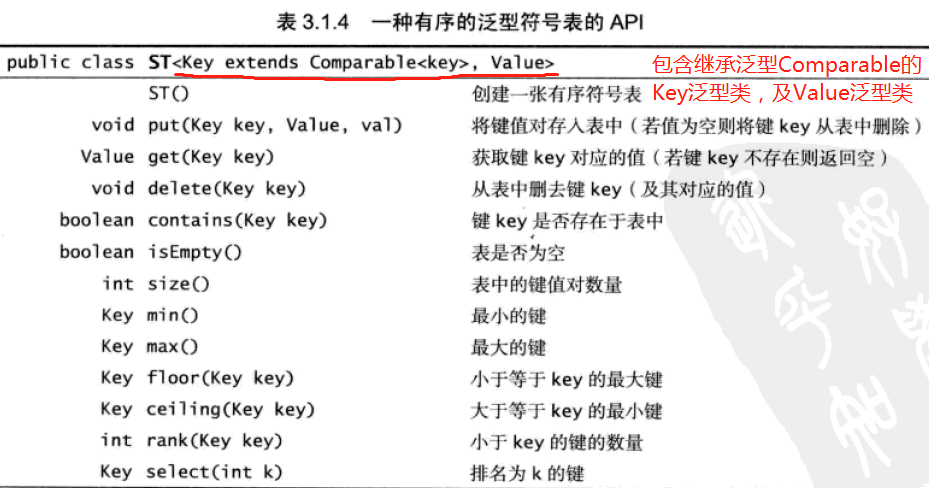 表 3.1.4 一种有序的泛型符号表的 API
public class ST<Key extends Comparable<key>, Value>
包含继承泛型Comparable的
Key泛型类，及Value泛型类
ST() 创建一张有序符号表
void put(Key key, Value, val) 将键值对存入表中（若值为空则将键 key 从表中删除）
Value get(Key key) 获取键 key 对应的值（若键 key 不存在则返回空）
void delete(Key key) 从表中删去键 key（及其对应的值）
boolean contains(Key key) 键 key 是否存在于表中
boolean isEmpty() 表是否为空
int size() 表中的键值对数量
Key min() 最小的键
Key max() 最大的键
Key floor(Key key) 小于等于 key 的最大键
Key ceiling(Key key) 大于等于 key 的最小键
int rank(Key key) 小于 key 的键的数量
Key select(int k) 排名为 k 的键